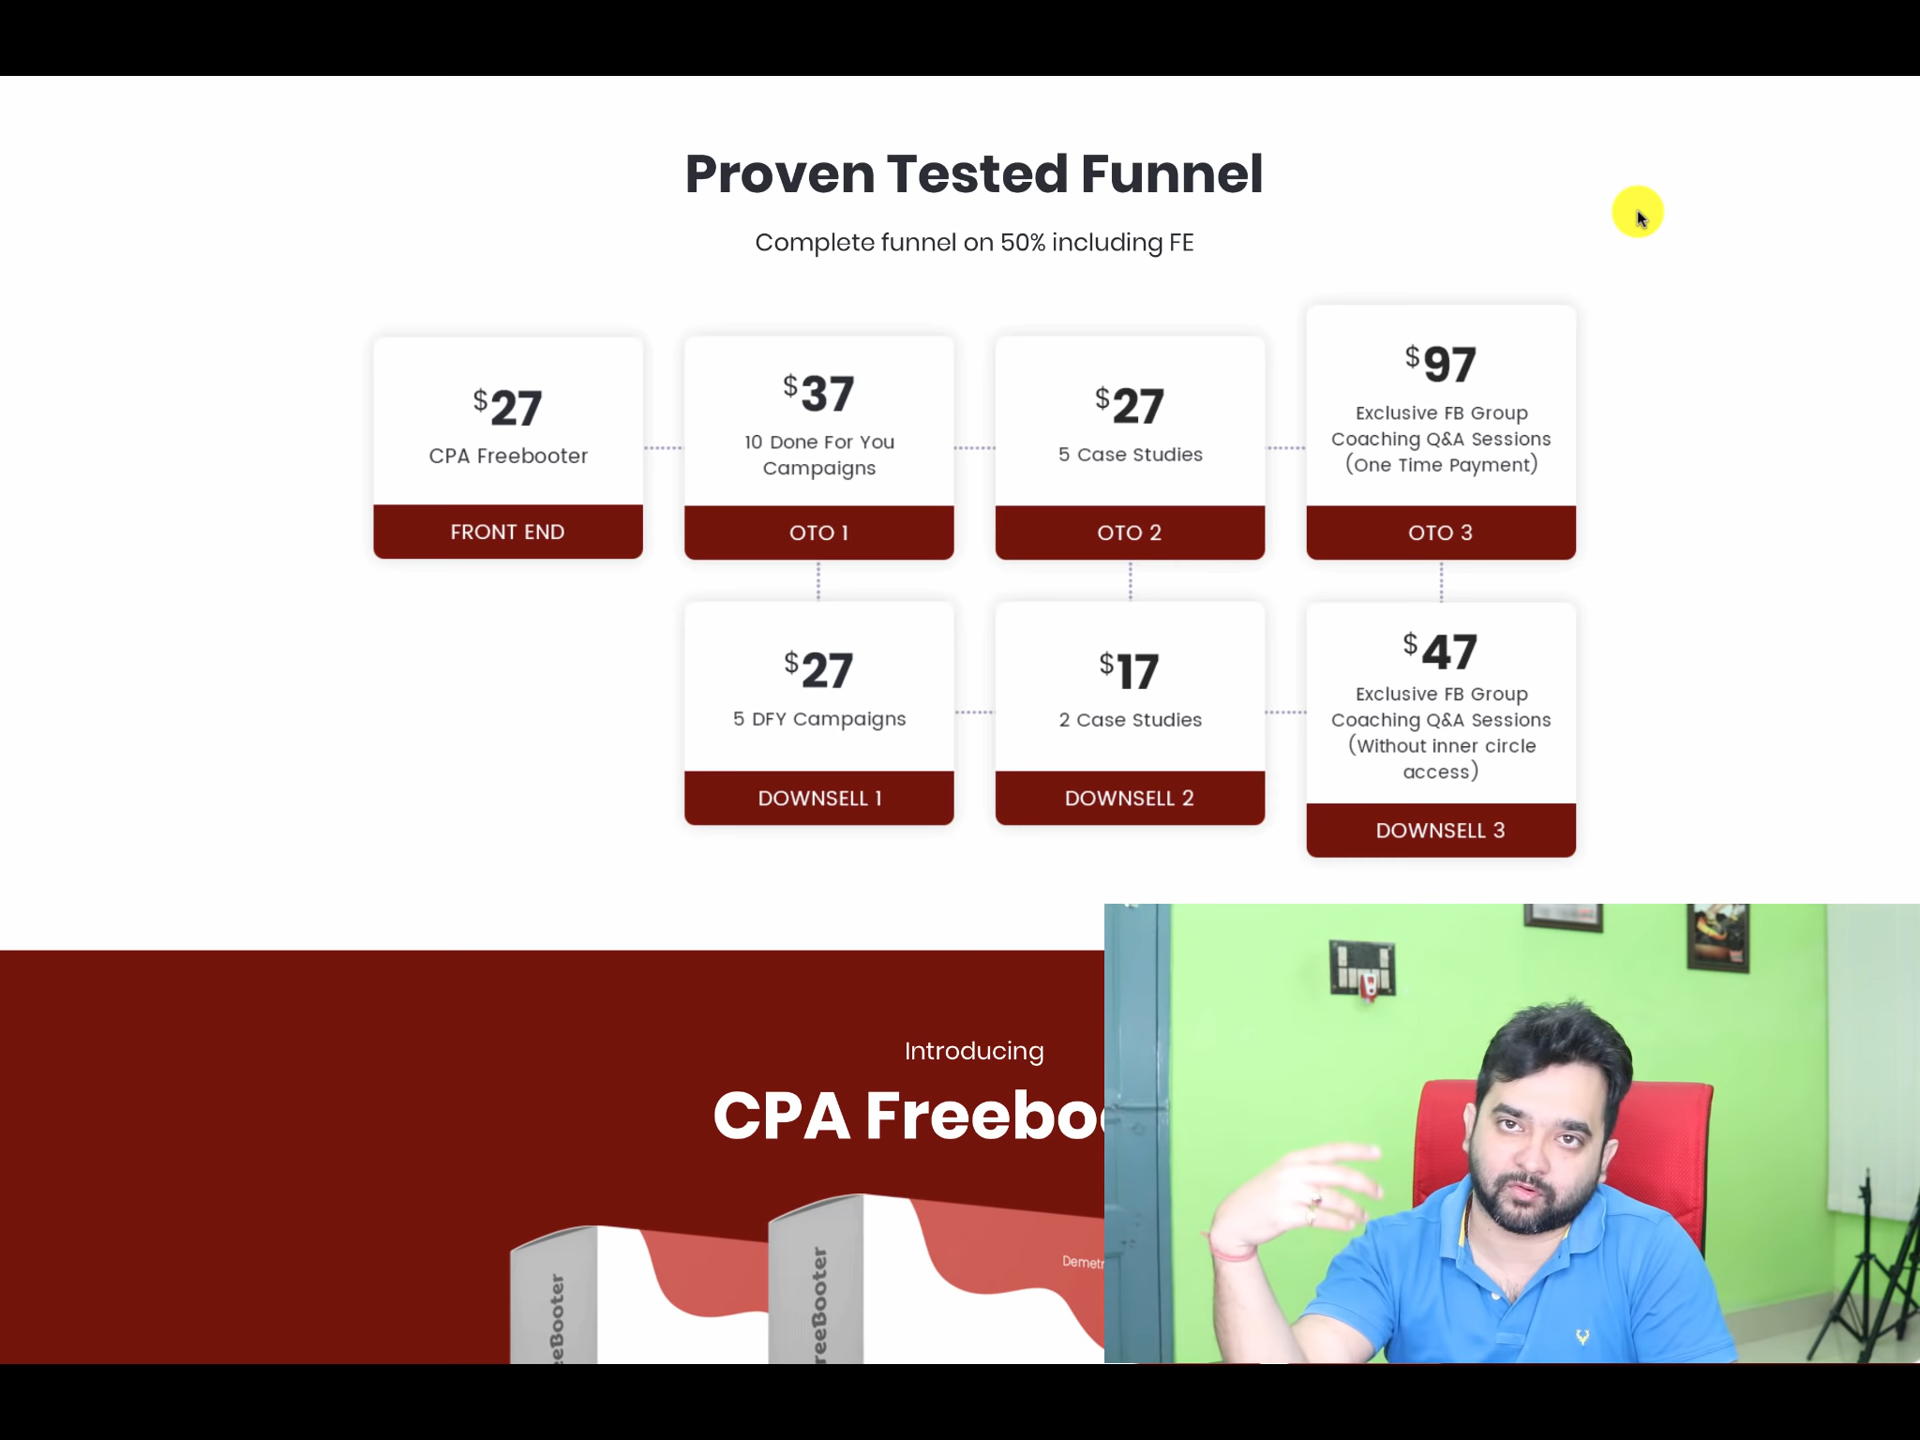 Proven Tested Funnel
Complete funnel on 50% including FE
$27
CPA Freebooter
FRONT END
$37
10 Done For You
Campaigns
OTO 1
$27
5 Case Studies
OTO 2
$97
Exclusive FB Group
Coaching Q&A Sessions
(One Time Payment)
OTO 3
$27
5 DFY Campaigns
DOWNSELL 1
$17
2 Case Studies
DOWNSELL 2
$47
Exclusive FB Group
Coaching Q&A Sessions
(Without inner circle
access)
DOWNSELL 3
Introducing
CPA Freeboo
Demetr
eeBooter
reeBooter